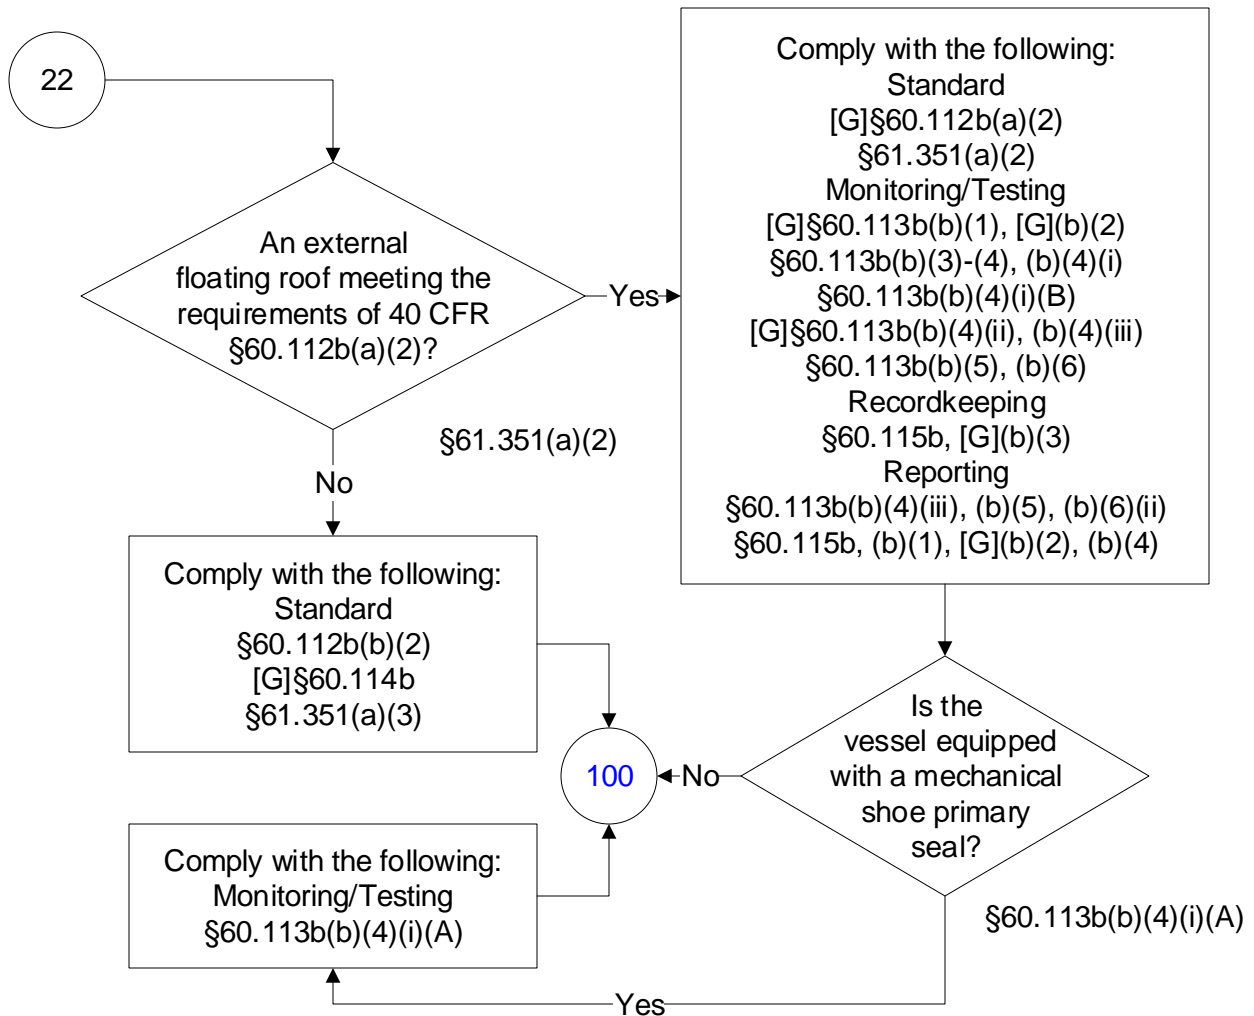 22
An external
floating roof meeting the
requirements of 40 CFR
§60.112b(a)(2)?
Yes
§61.351(a)(2)
No
Comply with the following:
Standard
[G]§60.112b(a)(2)
§61.351(a)(2)
Monitoring/Testing
[G]§60.113b(b)(1), [G](b)(2)
§60.113b(b)(3)-(4), (b)(4)(i)
§60.113b(b)(4)(i)(B)
[G]§60.113b(b)(4)(ii), (b)(4)(iii)
§60.113b(b)(5), (b)(6)
Recordkeeping
§60.115b, [G](b)(3)
Reporting
§60.113b(b)(4)(iii), (b)(5), (b)(6)(ii)
§60.115b, (b)(1), [G](b)(2), (b)(4)
Comply with the following:
Standard
§60.112b(b)(2)
[G]§60.114b
§61.351(a)(3)
100
No
Is the
vessel equipped
with a mechanical
shoe primary
seal?
§60.113b(b)(4)(i)(A)
Comply with the following:
Monitoring/Testing
§60.113b(b)(4)(i)(A)
Yes